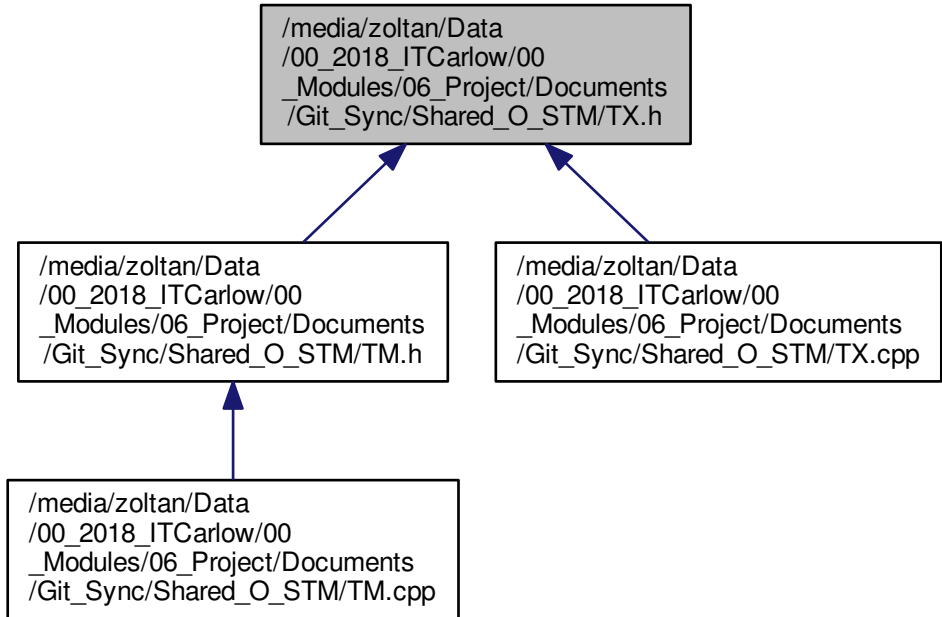 /media/zoltan/Data
/00_2018_ITCarlow/00
_Modules/06_Project/Documents
/Git_Sync/Shared_O_STM/TX.h
/media/zoltan/Data
/00_2018_ITCarlow/00
_Modules/06_Project/Documents
/Git_Sync/Shared_O_STM/TM.h
/media/zoltan/Data
/00_2018_ITCarlow/00
_Modules/06_Project/Documents
/Git_Sync/Shared_O_STM/TX.cpp
/media/zoltan/Data
/00_2018_ITCarlow/00
_Modules/06_Project/Documents
/Git_Sync/Shared_O_STM/TM.cpp